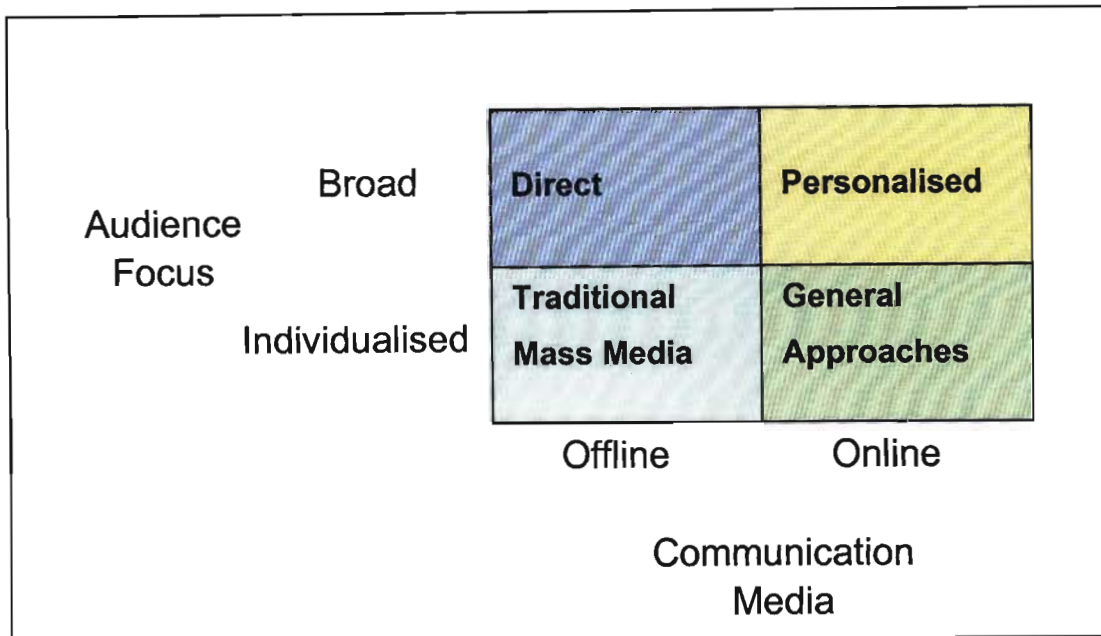 Audience
Focus
Broad
Individualised
Direct
Personalised
Traditional
Mass Media
General
Approaches
Offline
Online
Communication
Media